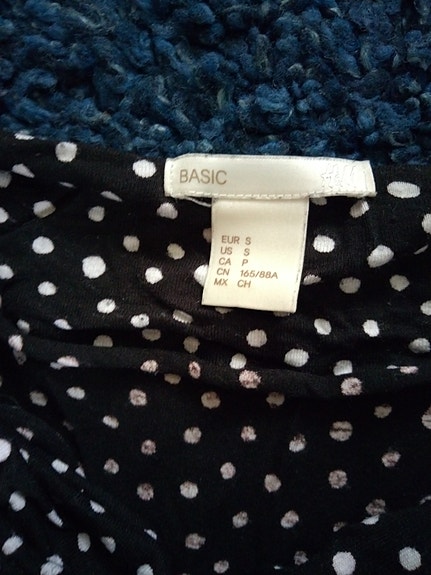 BASIC
EUR S
US S
CA P
CN 165/88A
MX CH